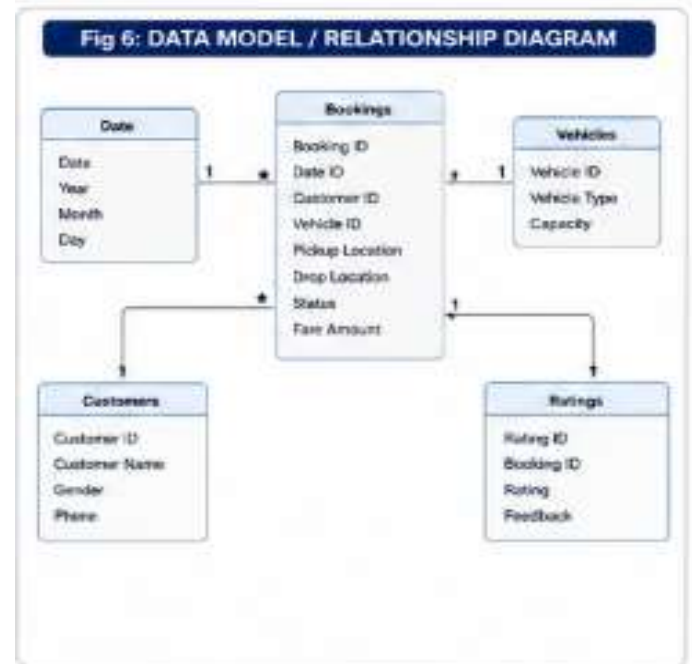 Fig 6: DATA MODEL / RELATIONSHIP DIAGRAM
Date
Date
Year
Month
Day
1
*
Bookings
Booking ID
Date ID
Customer ID
Vehicle ID
Pickup Location
Drop Location
Status
Fare Amount
1
Vehicles
Vehicle ID
Vehicle Type
Capacity
*
1
1
1
Customers
Customer ID
Customer Name
Gender
Phone
Ratings
Rating ID
Booking ID
Rating
Feedback